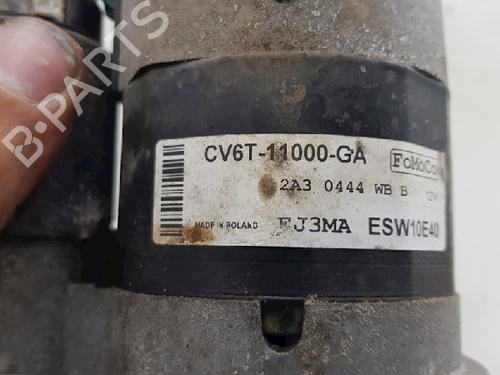 B-PARTS
CV6T-11000-GA FoMoCo
2A3 0444 WB B 12V
MADE IN POLAND FJ3MA ESW10E40